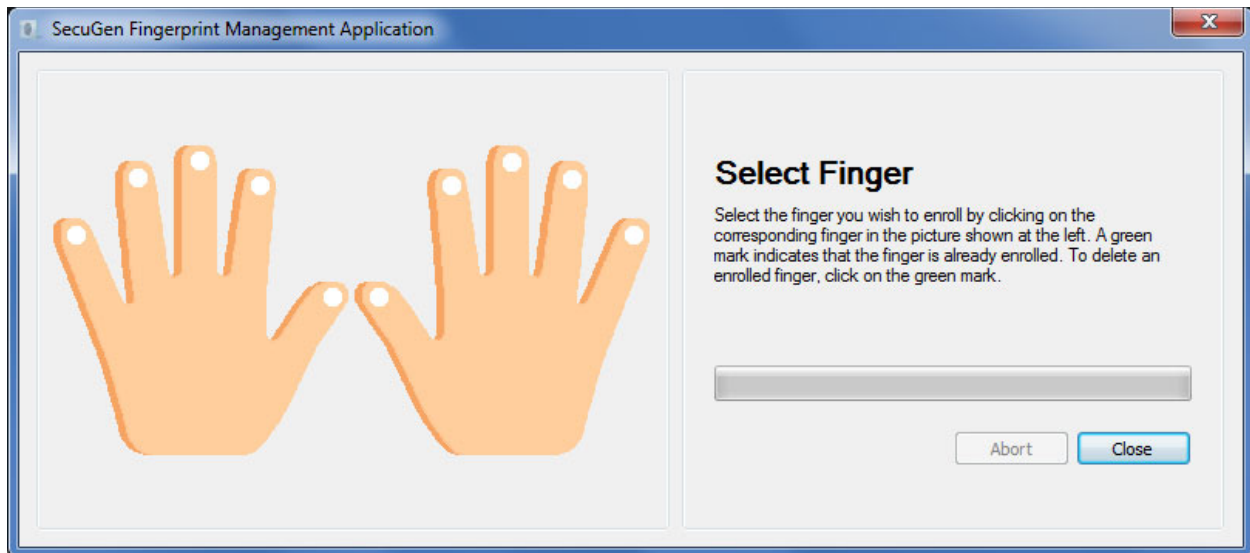 SecuGen Fingerprint Management Application
Select Finger
Select the finger you wish to enroll by clicking on the
corresponding finger in the picture shown at the left. A green
mark indicates that the finger is already enrolled. To delete an
enrolled finger, click on the green mark.
Abort
Close